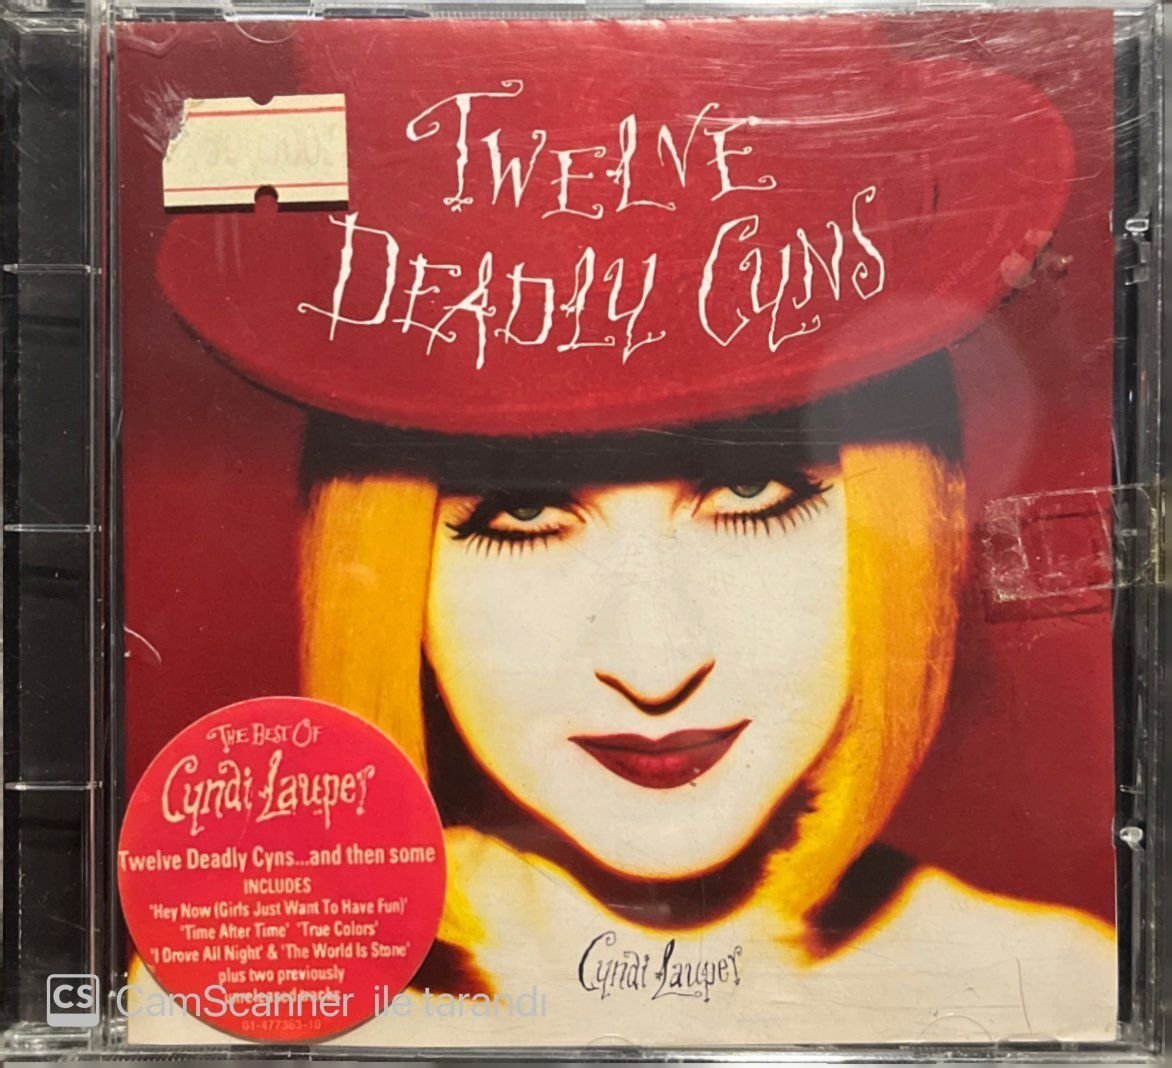 TWELVE
DEADLY CYNS
THE BEST OF
Cyndi Lauper
Twelve Deadly Cyns...and then some
INCLUDES
'Hey Now (Girls Just Want To Have Fun)'
'Time After Time' 'True Colors'
'I Drove All Night' & 'The World Is Stone'
plus two previously
unreleased tracks
01-477363-10
Cyndi Lauper
CS CamScanner ile tarandı